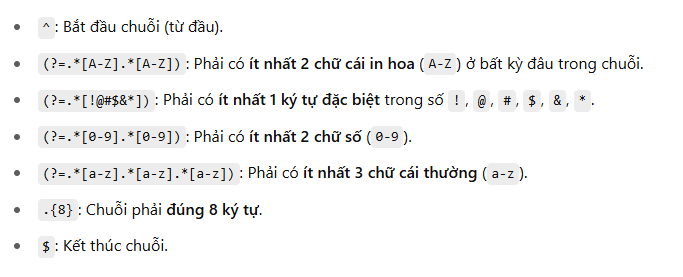 ^: Bắt đầu chuỗi (từ đầu).
(?=.*[A-Z].*[A-Z]): Phải có ít nhất 2 chữ cái in hoa (A-Z) ở bất kỳ đâu trong chuỗi.
(?=.*[!@#$&*]): Phải có ít nhất 1 ký tự đặc biệt trong số !, @, #, $, &, *.
(?=.*[0-9].*[0-9]): Phải có ít nhất 2 chữ số (0-9).
(?=.*[a-z].*[a-z].*[a-z]): Phải có ít nhất 3 chữ cái thường (a-z).
.{8}: Chuỗi phải đúng 8 ký tự.
$: Kết thúc chuỗi.